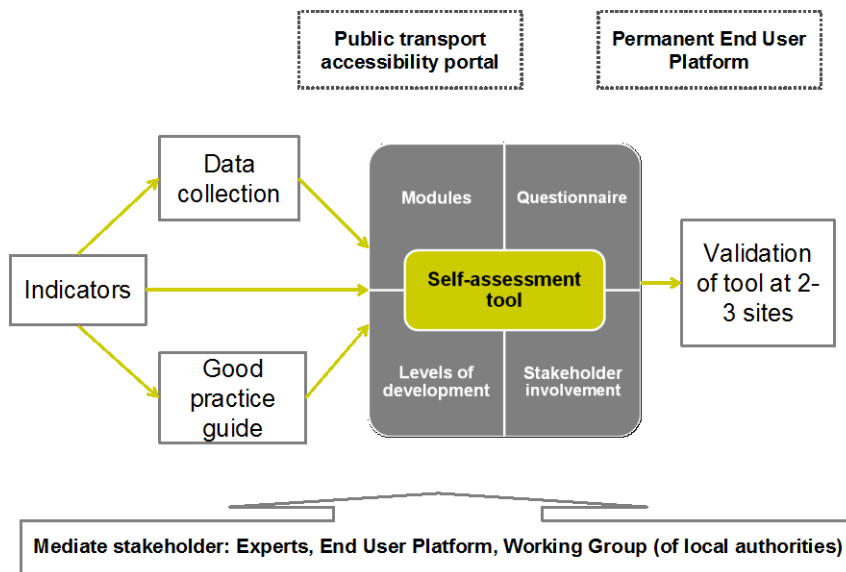 Public transport
accessibility portal
Permanent End User
Platform
Data
collection
Modules
Questionnaire
Indicators
Self-assessment
tool
Validation
of tool at 2-
3 sites
Good
practice
guide
Levels of
development
Stakeholder
involvement
Mediate stakeholder: Experts, End User Platform, Working Group (of local authorities)